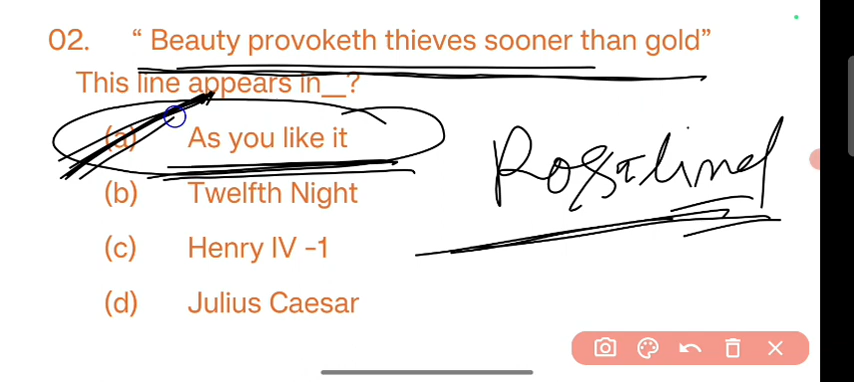 02. “ Beauty provoketh thieves sooner than gold”
This line appears in__?
(a) As you like it
Rosalind
(b) Twelfth Night
(c) Henry IV -1
(d) Julius Caesar